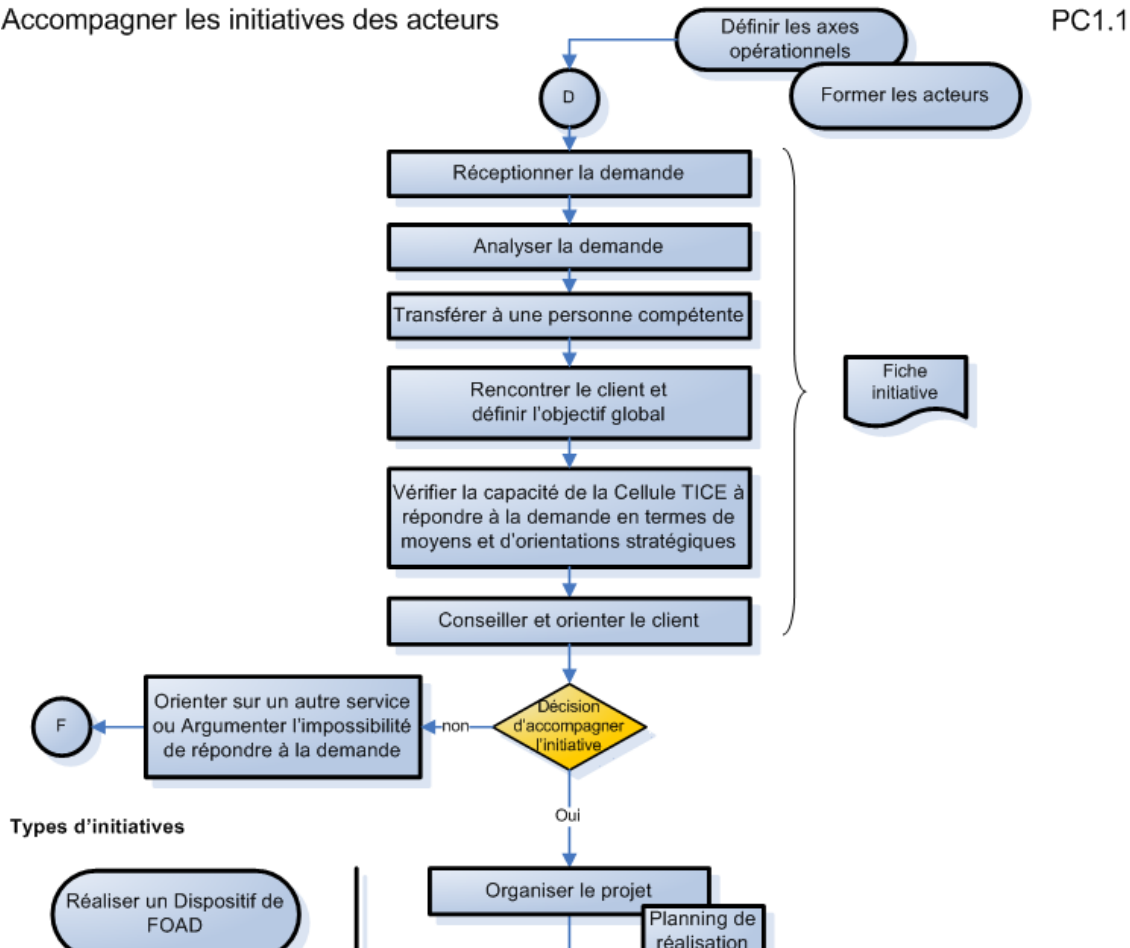 Accompagner les initiatives des acteurs
PC1.1
Définir les axes
opérationnels
Former les acteurs
D
Réceptionner la demande
Analyser la demande
Transférer à une personne compétente
Rencontrer le client et
définir l'objectif global
Fiche
initiative
Vérifier la capacité de la Cellule TICE à
répondre à la demande en termes de
moyens et d'orientations stratégiques
Conseiller et orienter le client
Décision
d'accompagner
l'initiative
non
Orienter sur un autre service
ou Argumenter l'impossibilité
de répondre à la demande
F
Oui
Types d'initiatives
Réaliser un Dispositif de
FOAD
Organiser le projet
Planning de
réalisation